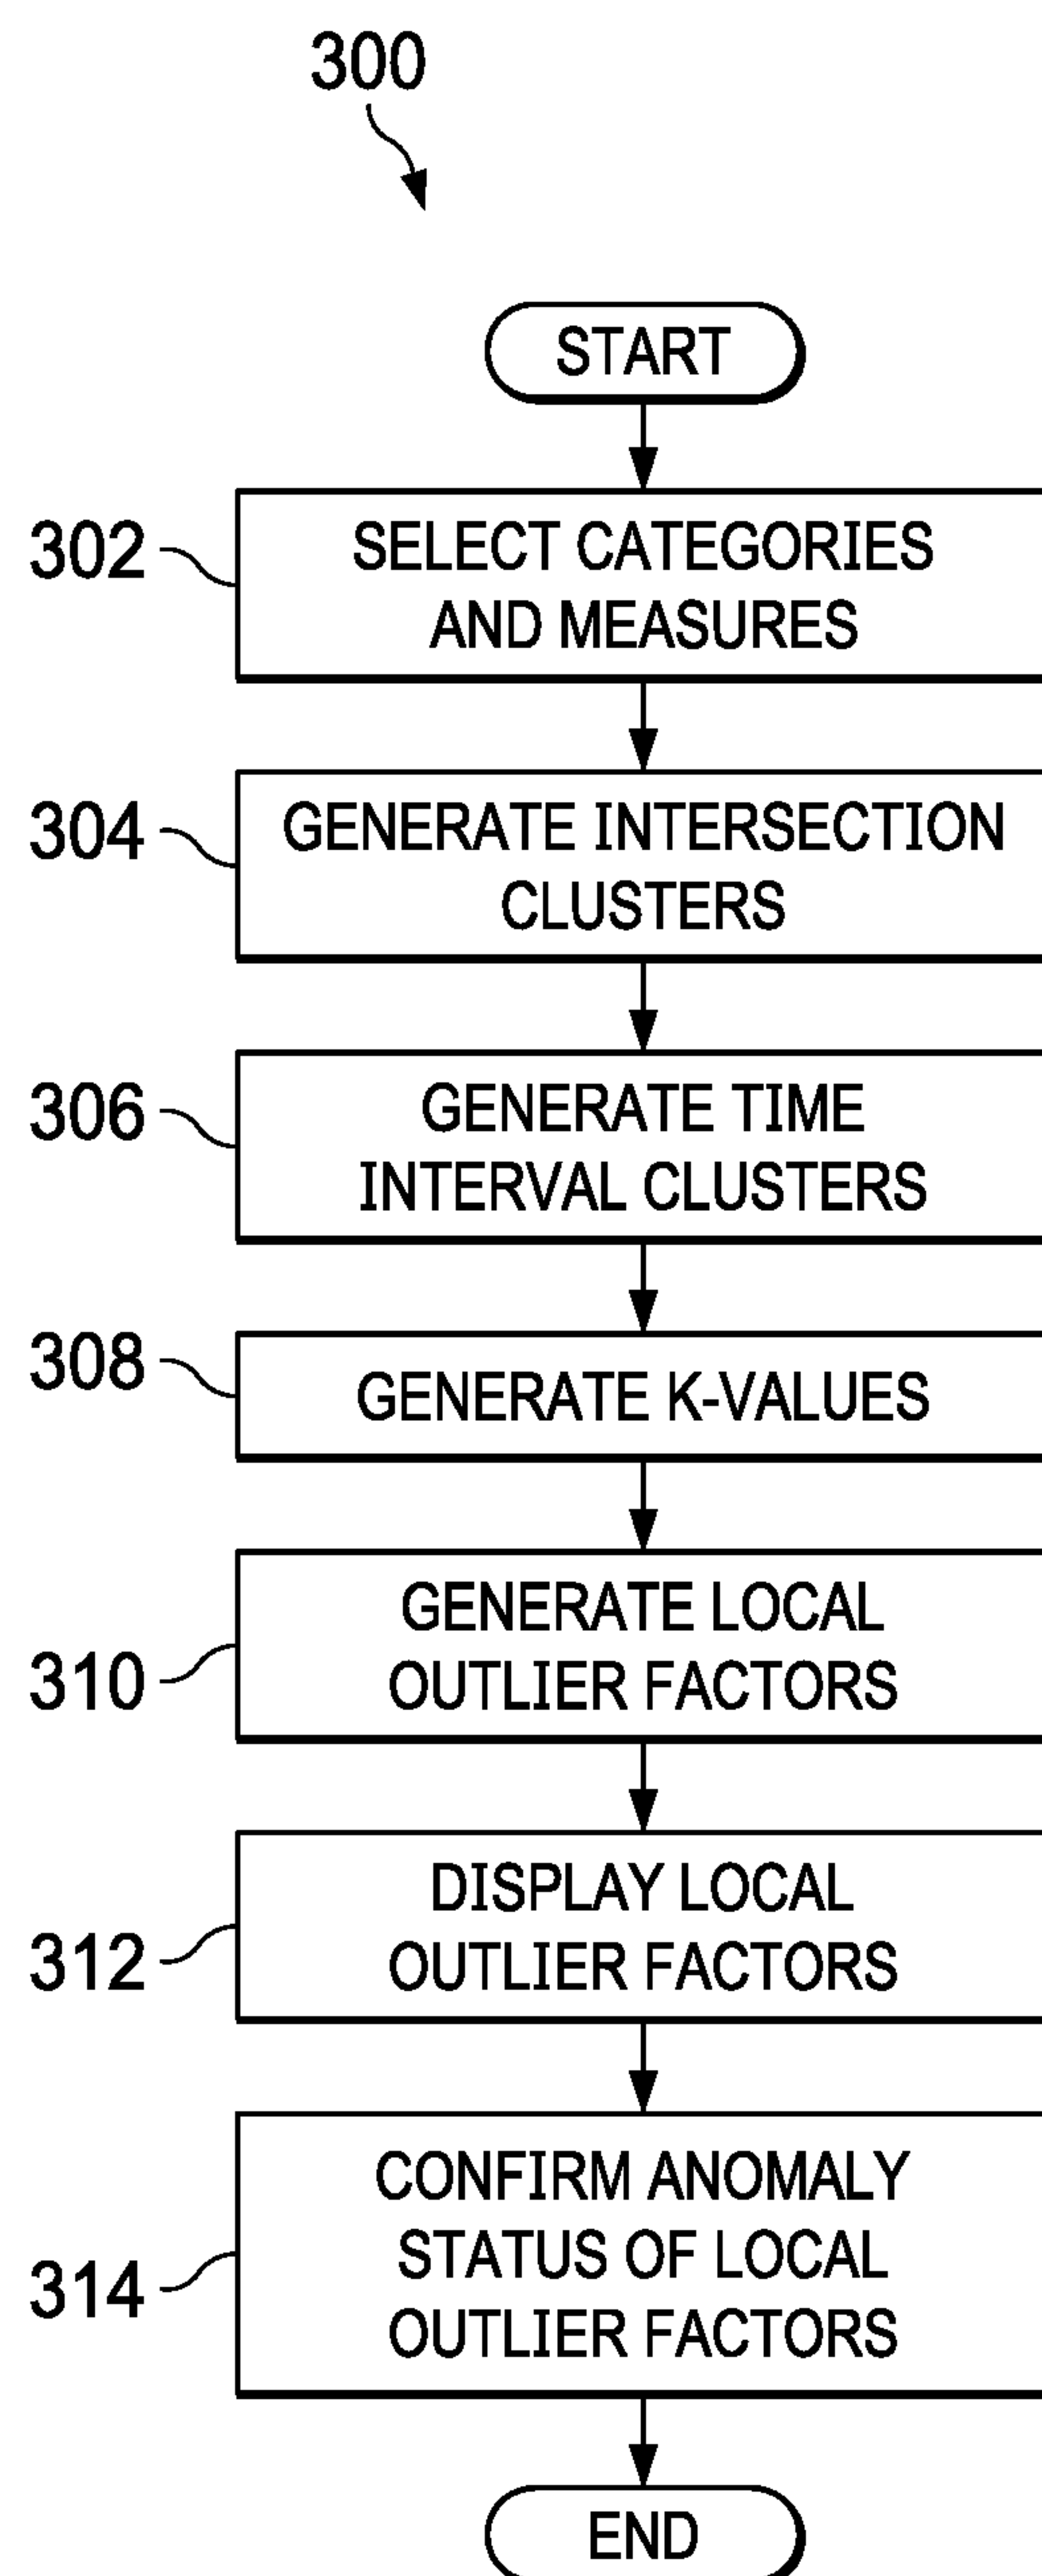 300
START
302
SELECT CATEGORIES
AND MEASURES
304
GENERATE INTERSECTION
CLUSTERS
306
GENERATE TIME
INTERVAL CLUSTERS
308
GENERATE K-VALUES
310
GENERATE LOCAL
OUTLIER FACTORS
312
DISPLAY LOCAL
OUTLIER FACTORS
314
CONFIRM ANOMALY
STATUS OF LOCAL
OUTLIER FACTORS
END